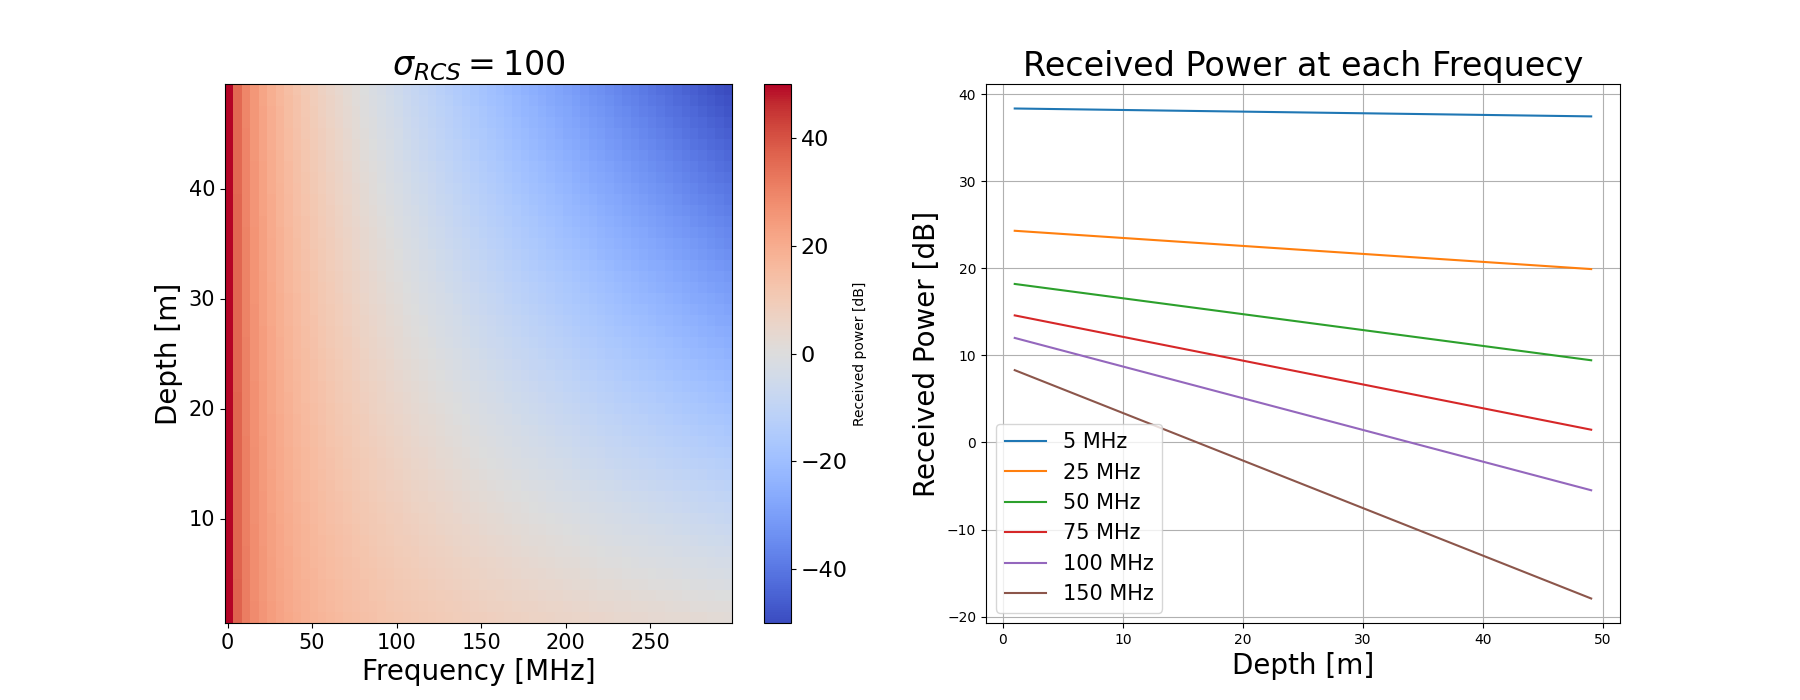 σRCS = 100
Depth [m]
40
30
20
10
0
50
100
150
200
250
Frequency [MHz]
40
20
0
−20
−40
Received power [dB]
Received Power at each Frequecy
Received Power [dB]
40
30
20
10
0
−10
−20
5 MHz
25 MHz
50 MHz
75 MHz
100 MHz
150 MHz
0
10
20
30
40
50
Depth [m]